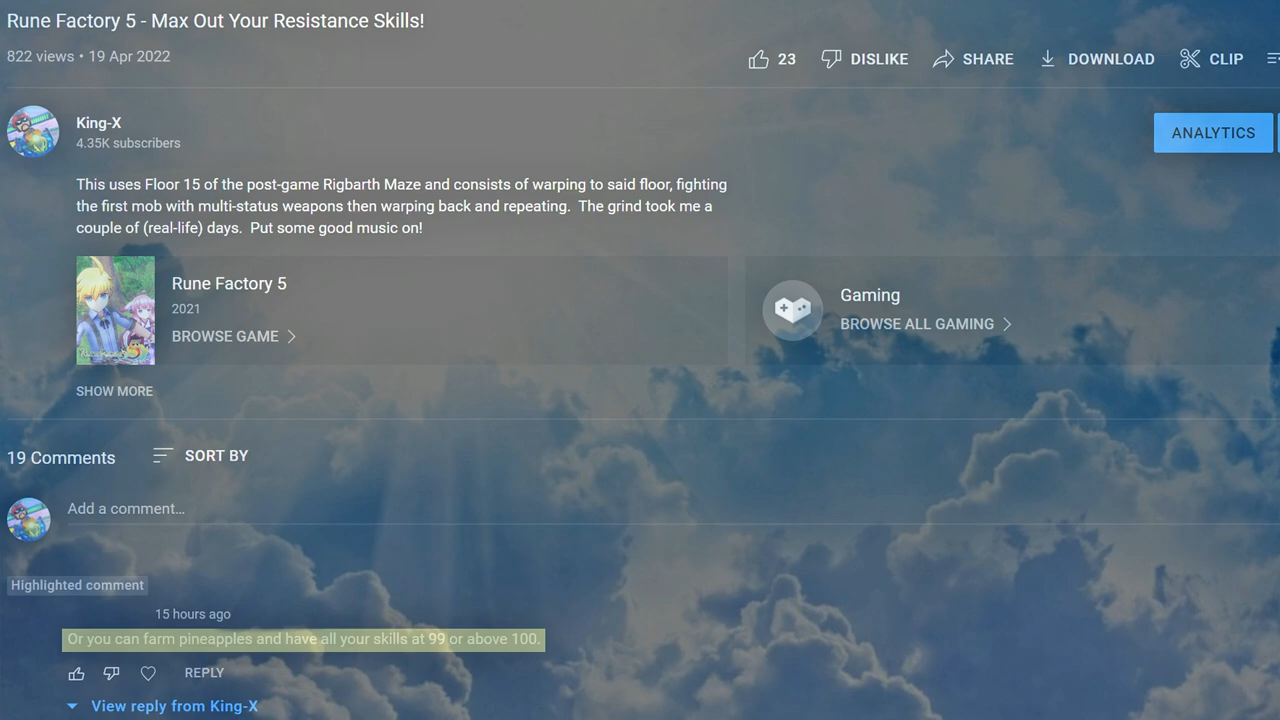 Rune Factory 5 - Max Out Your Resistance Skills!
822 views • 19 Apr 2022
23 DISLIKE SHARE DOWNLOAD CLIP
King-X
4.35K subscribers
ANALYTICS
This uses Floor 15 of the post-game Rigbarth Maze and consists of warping to said floor, fighting
the first mob with multi-status weapons then warping back and repeating. The grind took me a
couple of (real-life) days. Put some good music on!
Rune Factory 5
2021
BROWSE GAME
Gaming
BROWSE ALL GAMING
SHOW MORE
19 Comments SORT BY
Add a comment...
Highlighted comment
15 hours ago
Or you can farm pineapples and have all your skills at 99 or above 100.
REPLY
View reply from King-X